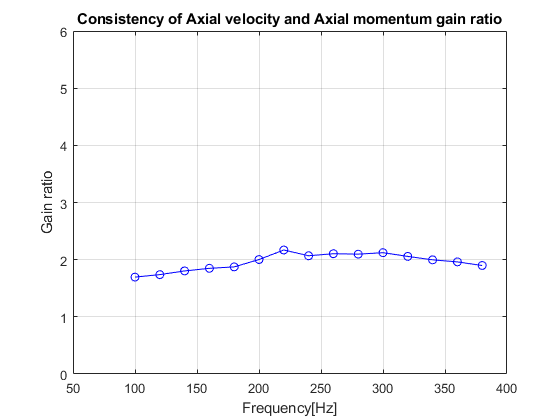 Consistency of Axial velocity and Axial momentum gain ratio
6
5
4
3
2
1
0
Gain ratio
50 100 150 200 250 300 350 400
Frequency[Hz]